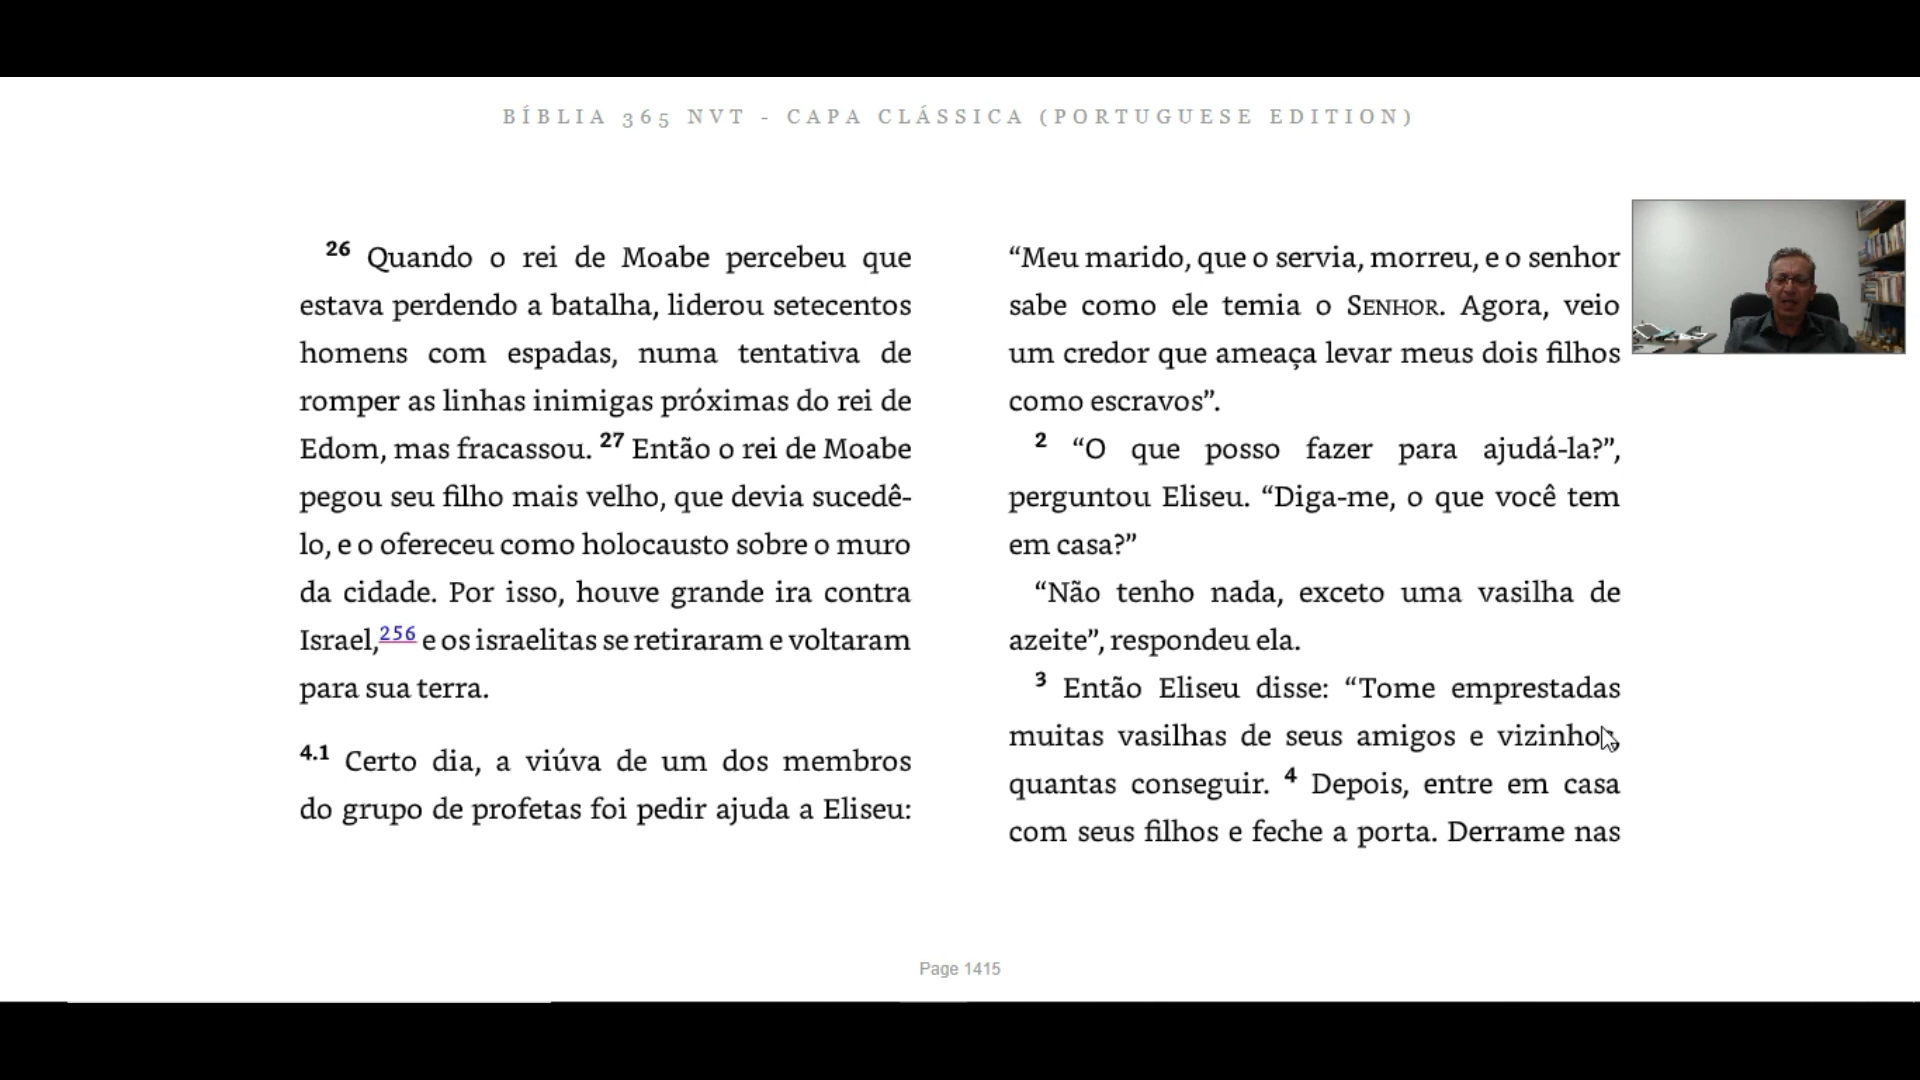 BÍBLIA 365 NVT - CAPA CLÁSSICA (PORTUGUESE EDITION)
26 Quando o rei de Moabe percebeu que
estava perdendo a batalha, liderou setecentos
homens com espadas, numa tentativa de
romper as linhas inimigas próximas do rei de
Edom, mas fracassou. 27 Então o rei de Moabe
pegou seu filho mais velho, que devia sucedê-
lo, e o ofereceu como holocausto sobre o muro
da cidade. Por isso, houve grande ira contra
Israel,256 e os israelitas se retiraram e voltaram
para sua terra.
4.1 Certo dia, a viúva de um dos membros
do grupo de profetas foi pedir ajuda a Eliseu:
“Meu marido, que o servia, morreu, e o senhor
sabe como ele temia o SENHOR. Agora, veio
um credor que ameaça levar meus dois filhos
como escravos”.
2 “O que posso fazer para ajudá-la?”,
perguntou Eliseu. “Diga-me, o que você tem
em casa?”
“Não tenho nada, exceto uma vasilha de
azeite”, respondeu ela.
3 Então Eliseu disse: “Tome emprestadas
muitas vasilhas de seus amigos e vizinhos,
quantas conseguir. 4 Depois, entre em casa
com seus filhos e feche a porta. Derrame nas
Page 1415